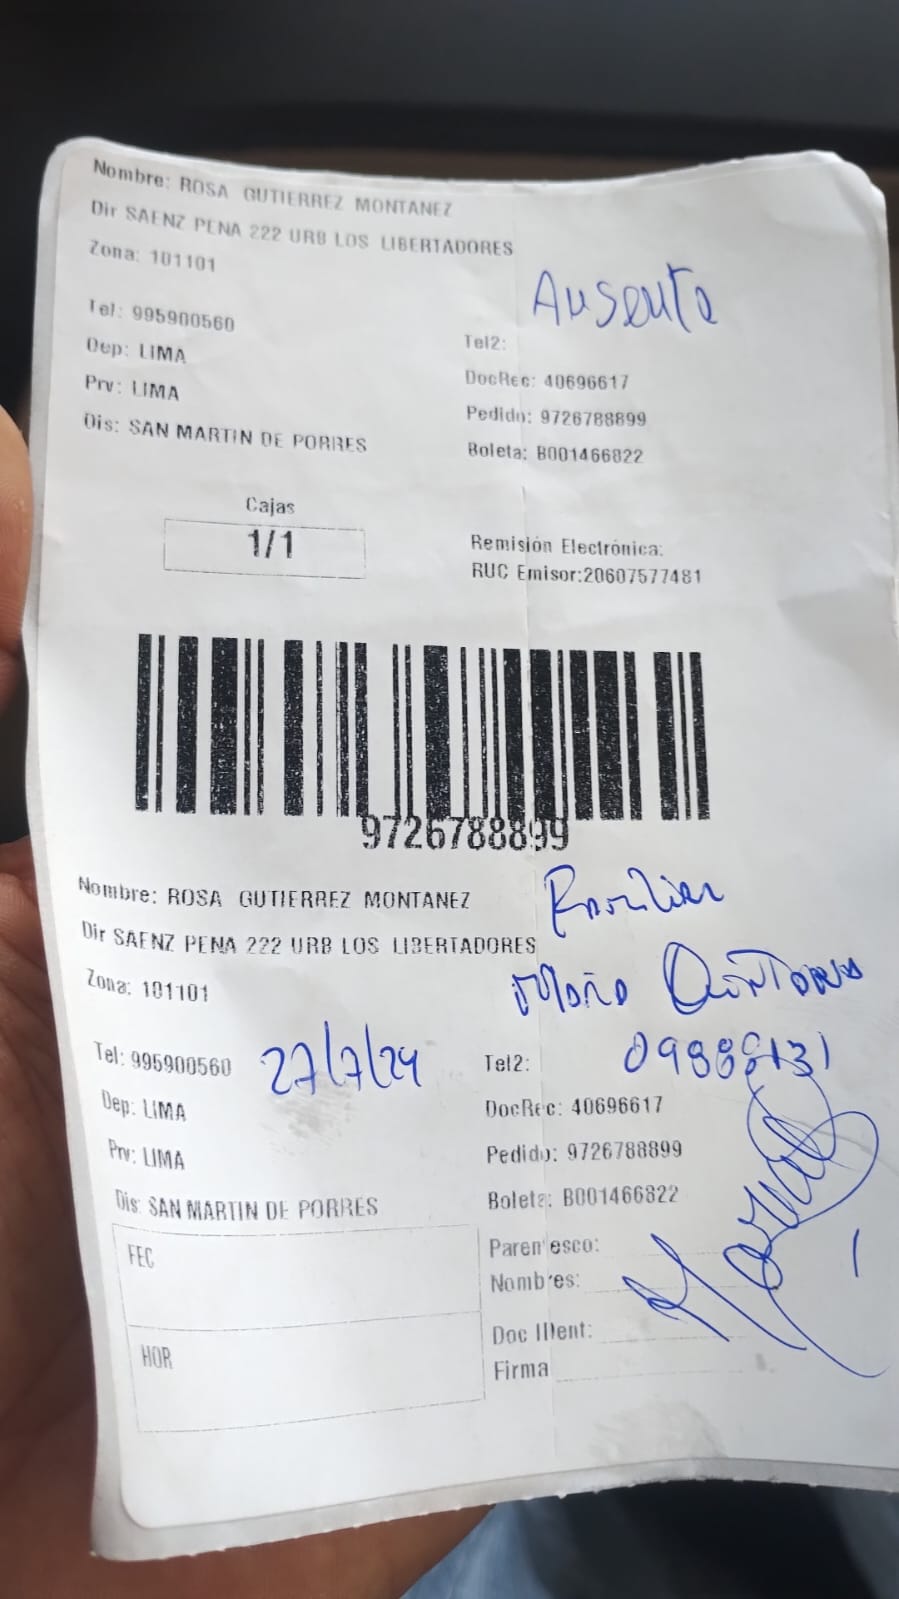 Nombre: ROSA GUTIERREZ MONTANEZ
Dir SAENZ PENA 222 URB LOS LIBERTADORES
Zona: 101101
Ausente
Tel: 995900560
Tel2:
Dep: LIMA
DocRec: 40696617
Prv: LIMA
Pedido: 9726788899
Dis: SAN MARTIN DE PORRES
Boleta: B001466822
Cajas
1/1
Remisión Electrónica:
RUC Emisor:20607577481
9726788899
Nombre: ROSA GUTIERREZ MONTANEZ
Familiar
Dir SAENZ PENA 222 URB LOS LIBERTADORES
Zona: 101101
Tel: 995900560
27/7/24
Tel2:
Dep: LIMA
DocRec: 40696617
Prv: LIMA
Pedido: 9726788899
Dis: SAN MARTIN DE PORRES
Boleta: B001466822
FEC
Parentesco:
Nombres:
HOR
Doc IDent:
Firma